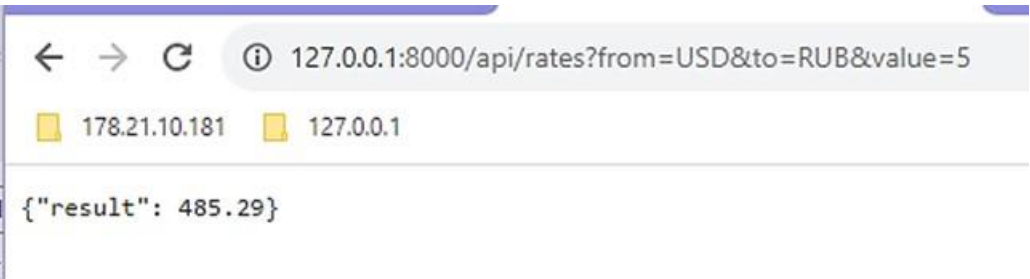 127.0.0.1:8000/api/rates?from=USD&to=RUB&value=5
178.21.10.181 127.0.0.1
{"result": 485.29}